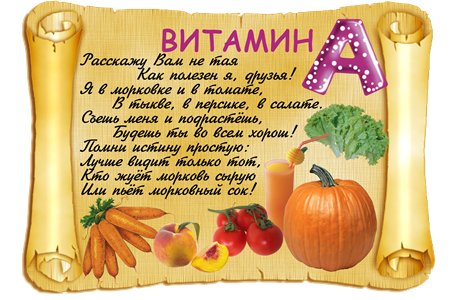 ВИТАМИН А
Расскажу Вам не тая
Как полезен я, друзья!
Я в морковке и в томате,
В тыкве, в персике, в салате.
Съешь меня и подрастёшь,
Будешь ты во всем хорош!
Помни истину простую:
Лучше видит только тот,
Кто жуёт морковь сырую
Или пьёт морковный сок!